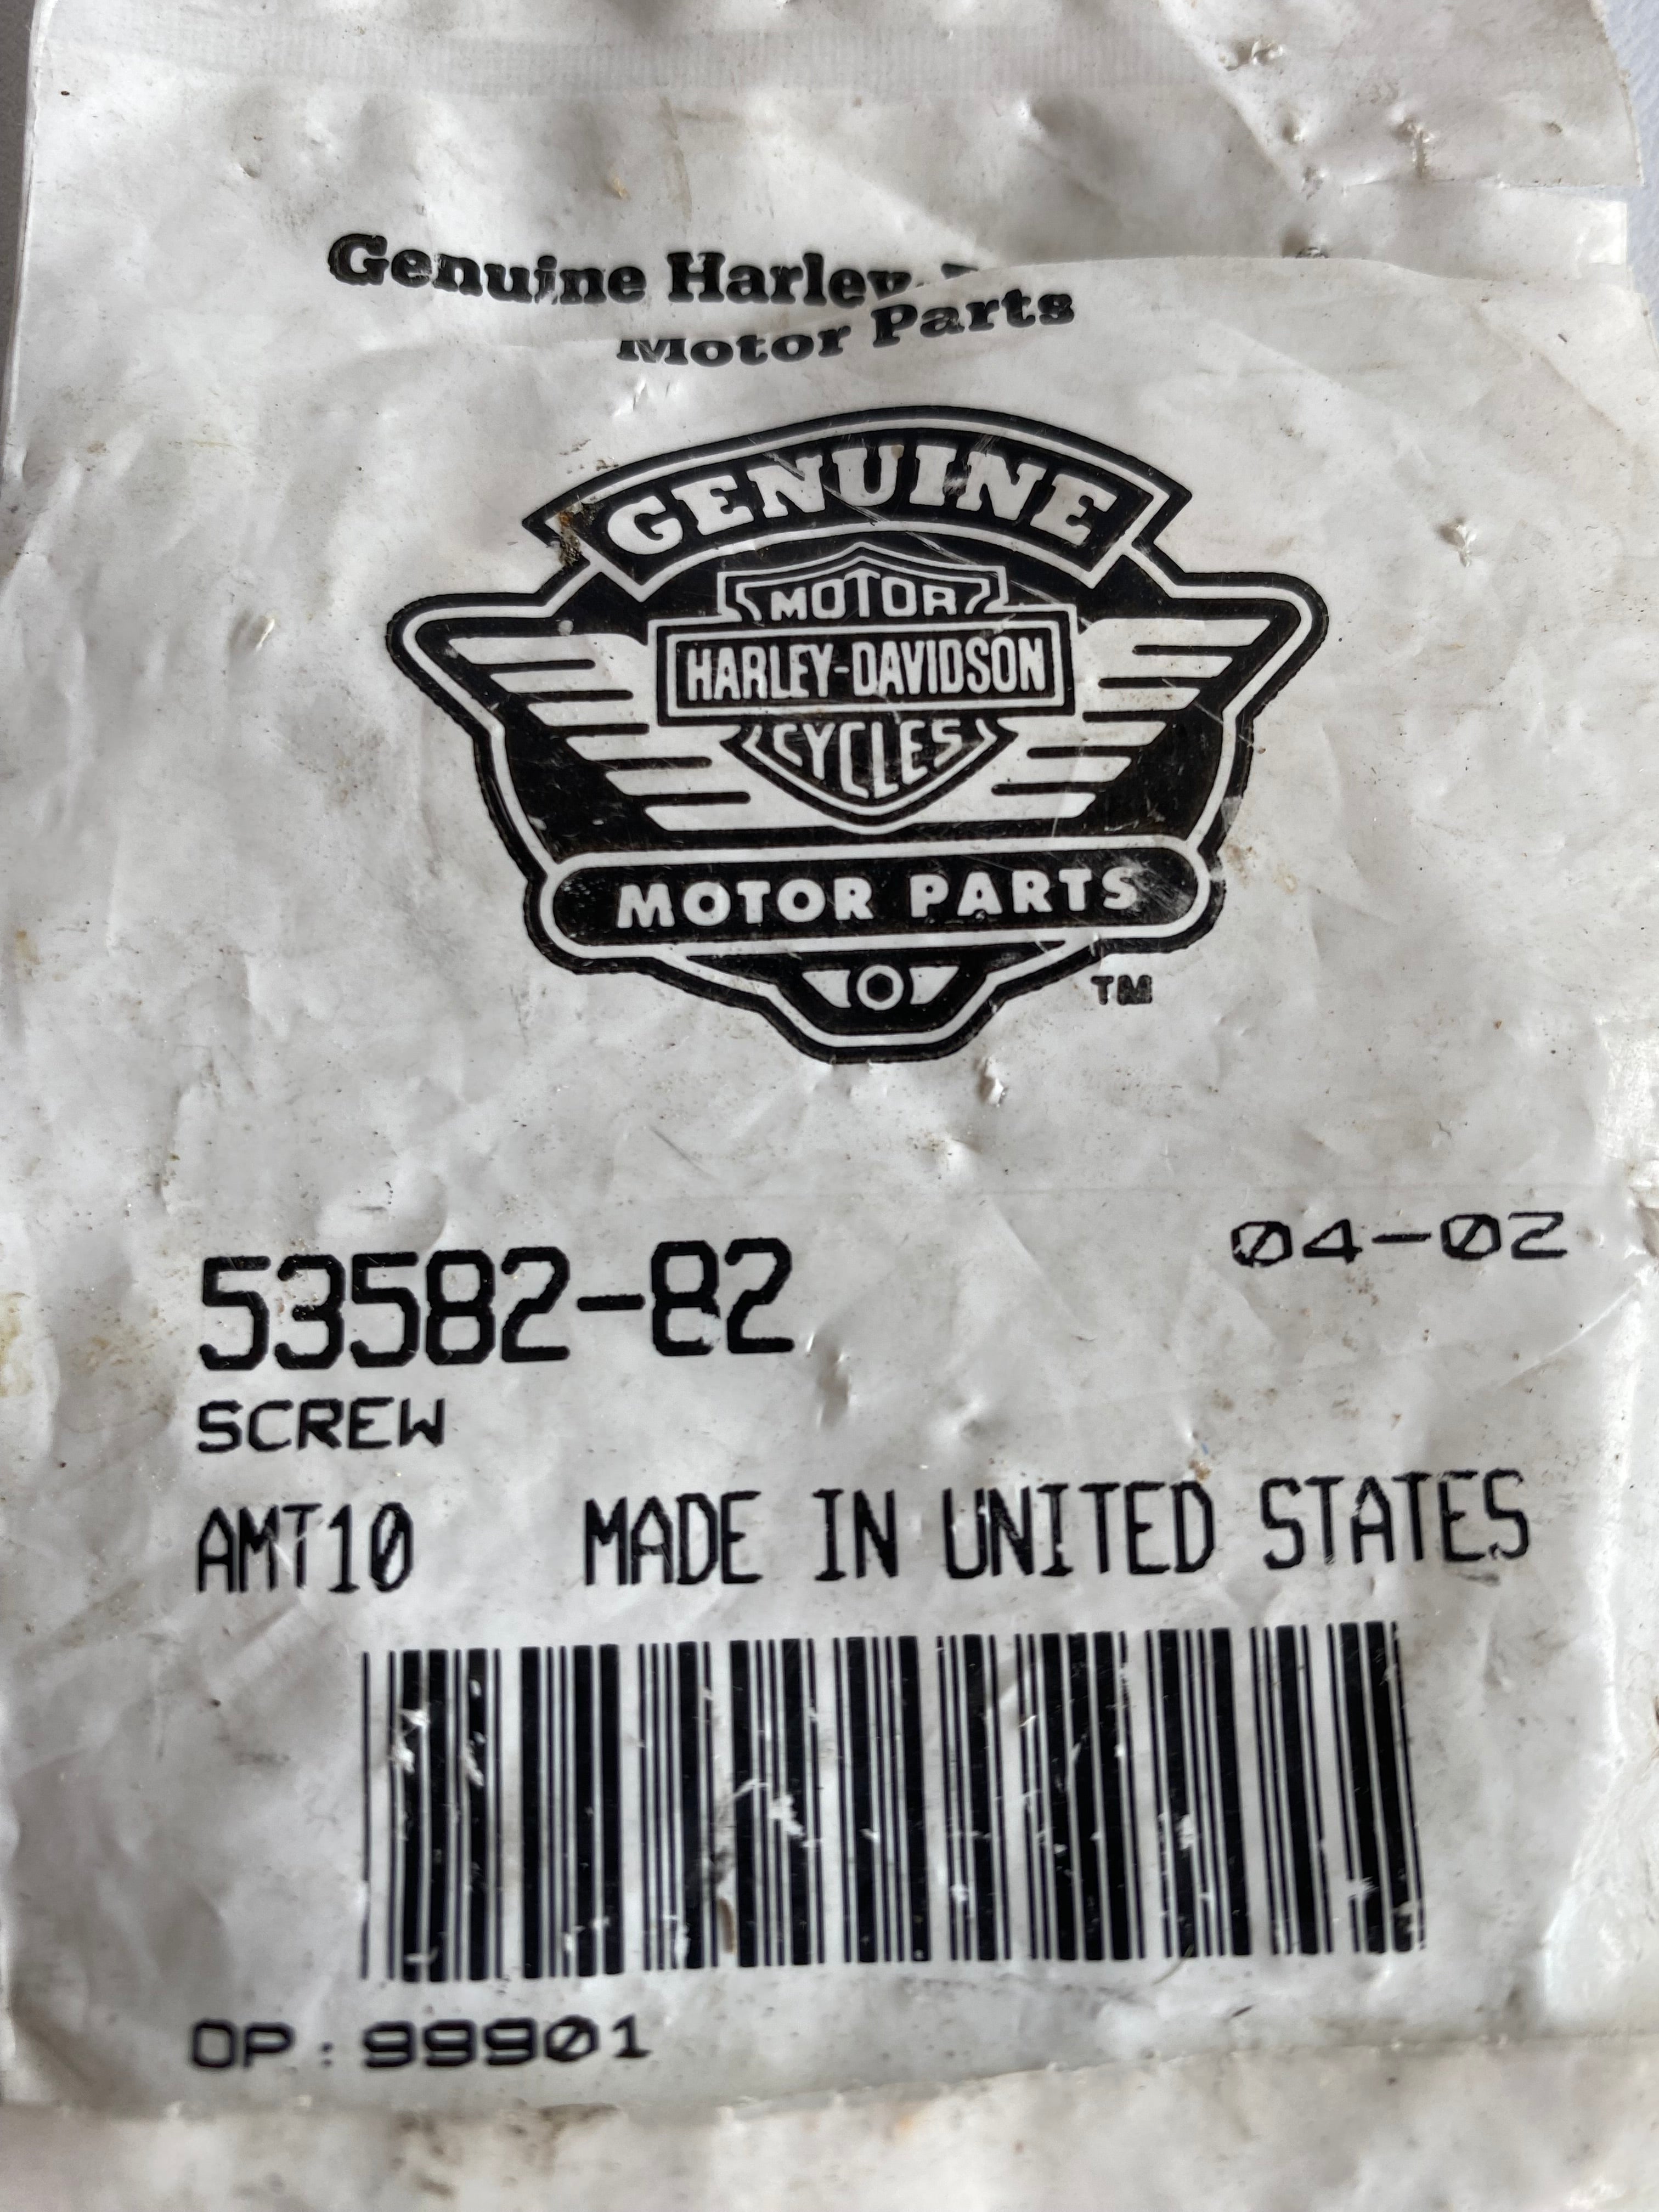 Genuine Harley-
Motor Parts
GENUINE
MOTOR
HARLEY-DAVIDSON
CYCLES
MOTOR PARTS
TM
04-02
53582-82
SCREW
AMT10 MADE IN UNITED STATES
OP:99901